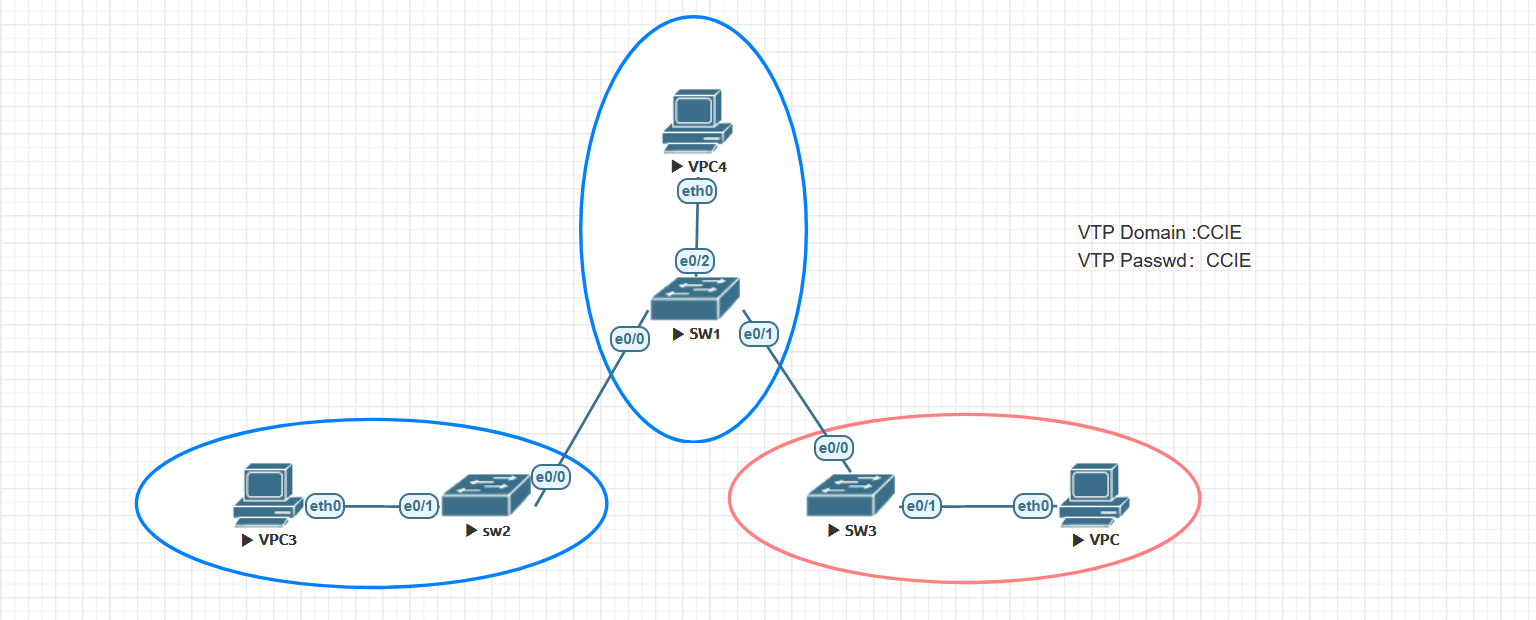 VPC4
eth0
e0/2
VTP Domain :CCIE
VTP Passwd：CCIE
e0/0
SW1
e0/1
e0/0
e0/0
eth0
e0/1
e0/1
eth0
sw2
SW3
VPC3
VPC